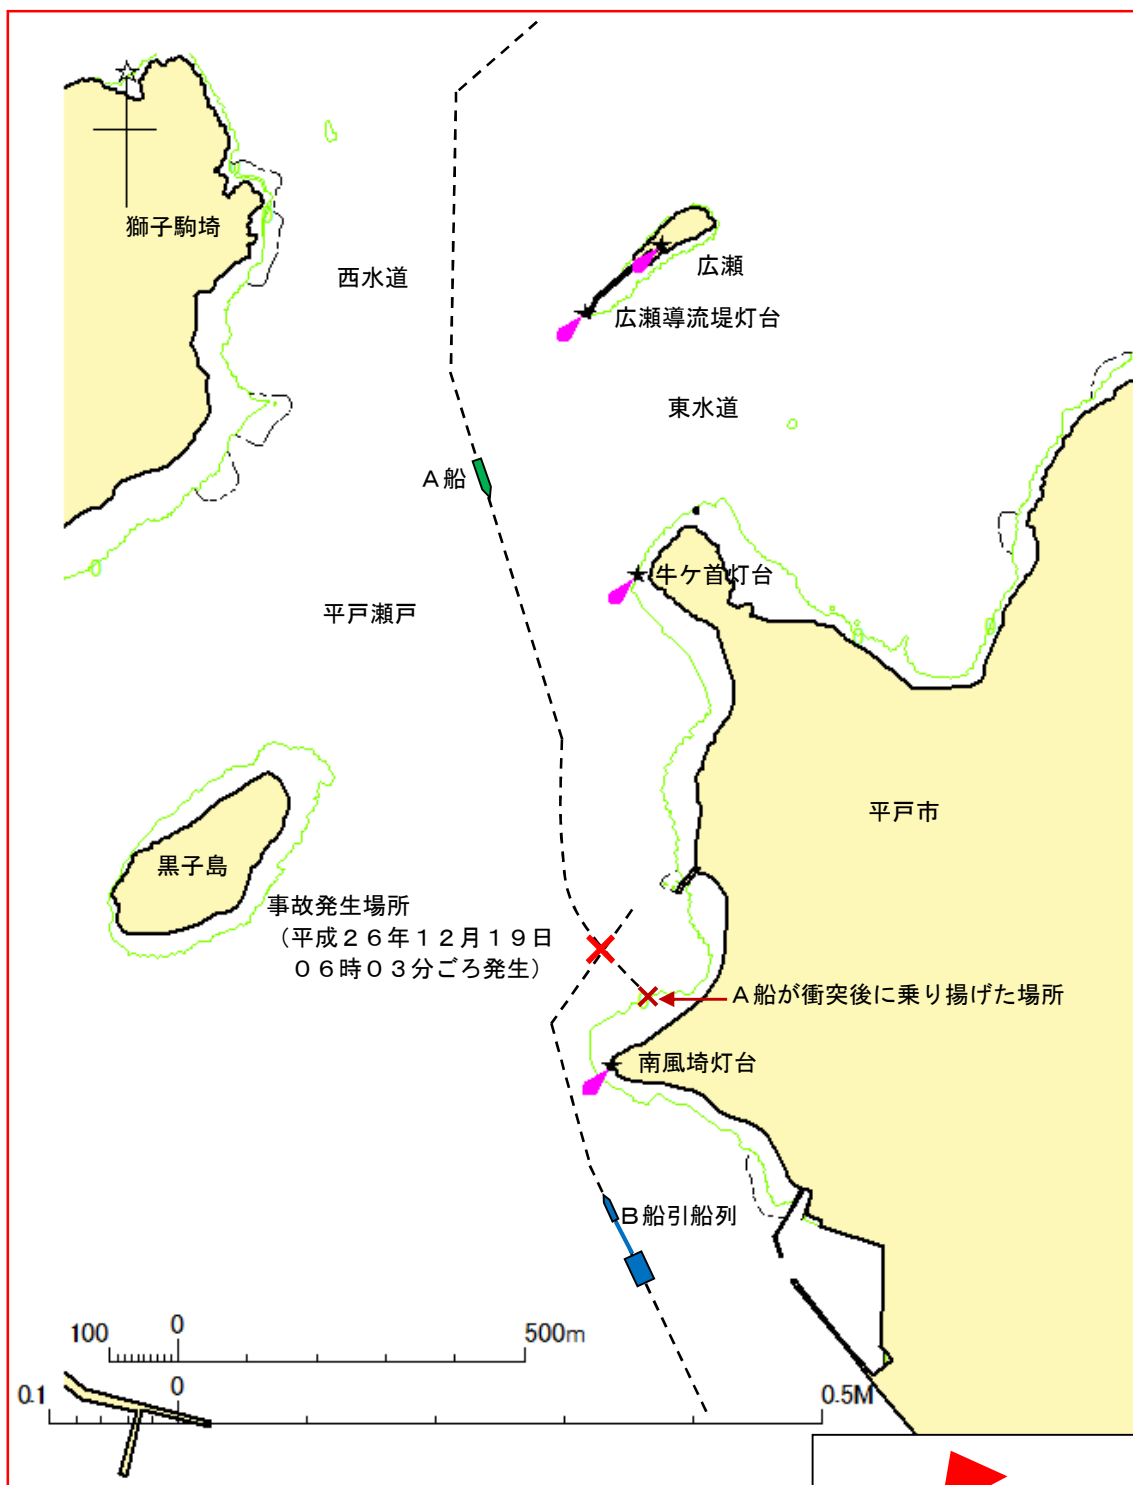 獅子駒埼
西水道
広瀬
広瀬導流堤灯台
東水道
A船
牛ケ首灯台
平戸瀬戸
平戸市
黒子島
事故発生場所
（平成26年12月19日
06時03分ごろ発生）
A船が衝突後に乗り揚げた場所
南風埼灯台
B船引船列
100 0 500m
0.1 0 0.5M